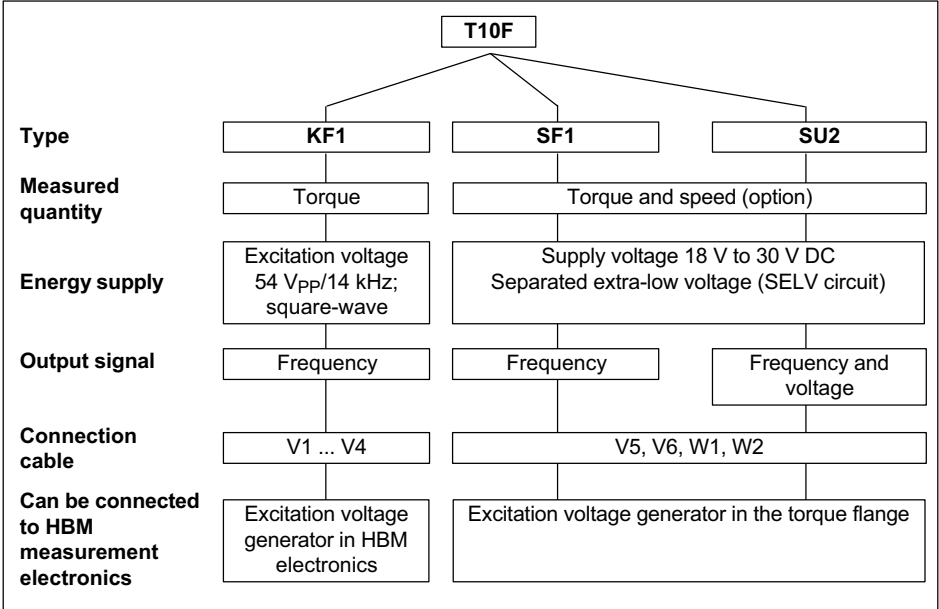 T10F
Type
KF1
SF1
SU2
Measured
quantity
Torque
Torque and speed (option)
Energy supply
Excitation voltage
54 VPP/14 kHz;
square-wave
Supply voltage 18 V to 30 V DC
Separated extra-low voltage (SELV circuit)
Output signal
Frequency
Frequency
Frequency and
voltage
Connection
cable
V1 ... V4
V5, V6, W1, W2
Can be connected
to HBM
measurement
electronics
Excitation voltage
generator in HBM
electronics
Excitation voltage generator in the torque flange